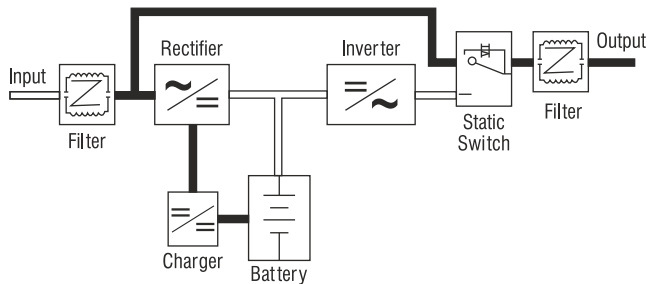 Rectifier
Inverter
Output
Input
Filter
Filter
Static
Switch
Charger
Battery